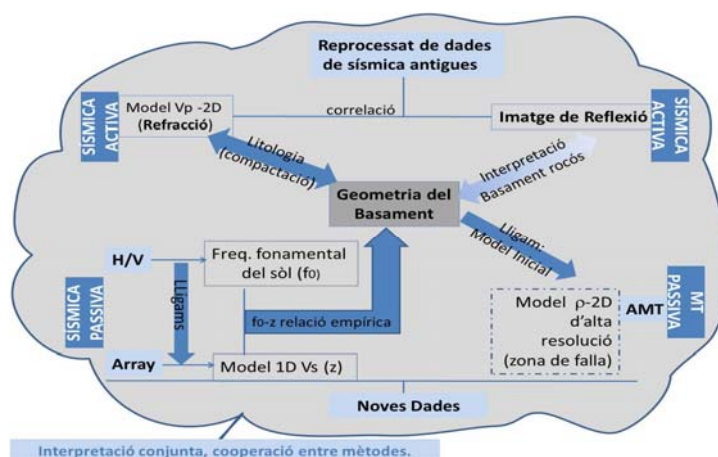 Reprocessat de dades
de sísmica antigues
SÍSMICA
ACTIVA
Model Vp -2D
(Refracció)
correlació
Imatge de Reflexió
SÍSMICA
ACTIVA
Litologia
(compactació)
Interpretació
Basament rocós
Geometria del
Basament
Lligam:
Model Inicial
H/V
Freq. fonamental
del sòl (f0)
SÍSMICA
PASSIVA
LLigams
f0-z relació empírica
Model ρ-2D
d'alta
resolució
(zona de falla)
AMT
MT
PASSIVA
Array
Model 1D Vs (z)
Noves Dades
Interpretació conjunta, cooperació entre mètodes.